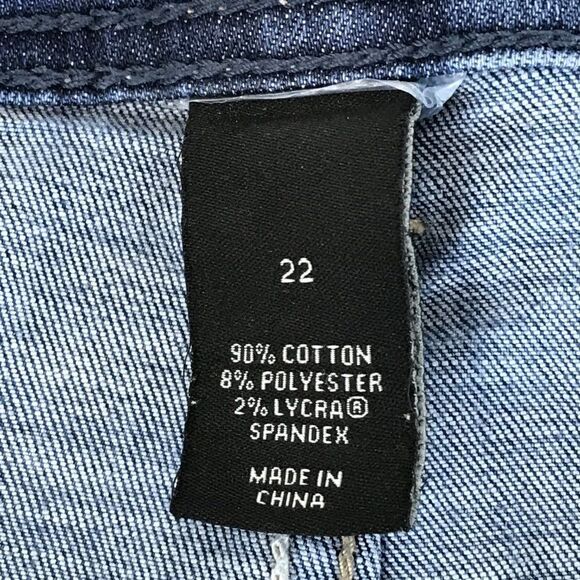 22
90% COTTON
8% POLYESTER
2% LYCRA®
SPANDEX
MADE IN
CHINA